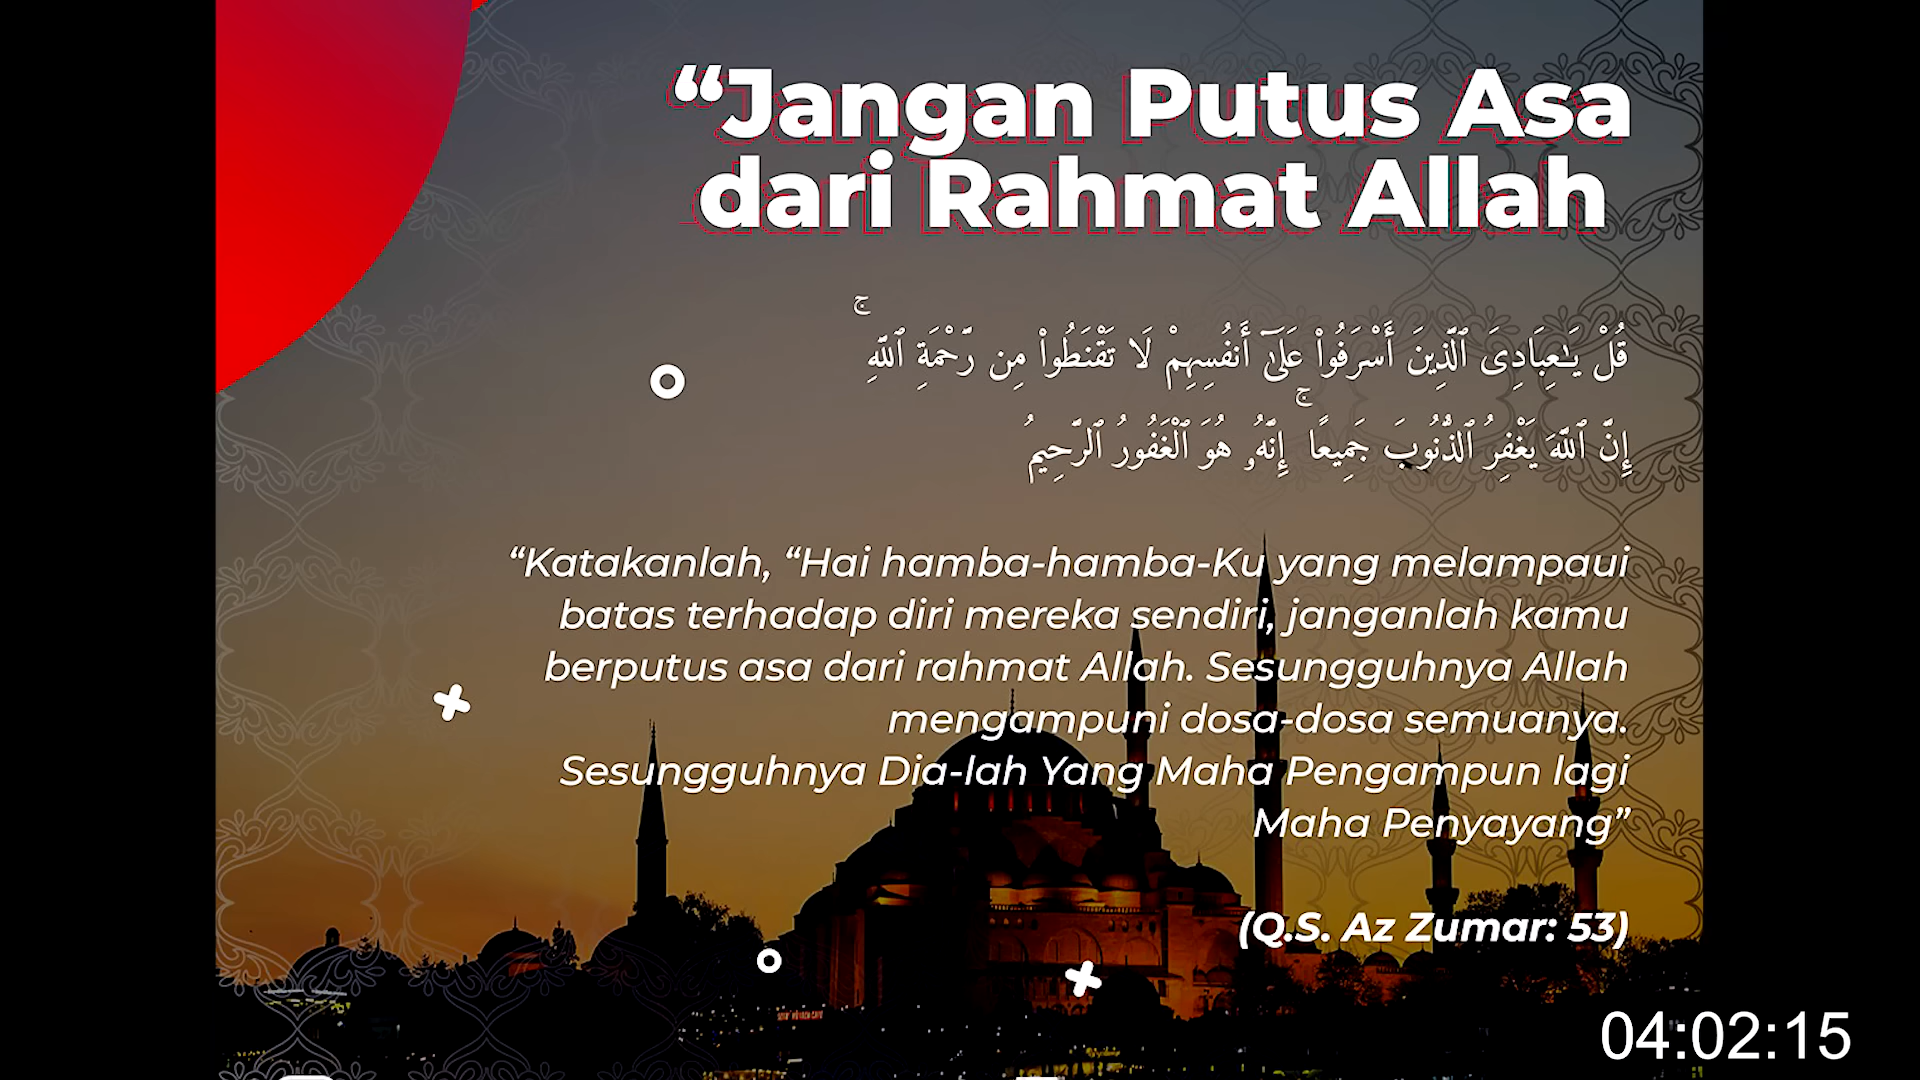 “Jangan Putus Asa
dari Rahmat Allah
قُلْ يَـٰعِبَادِىَ ٱلَّذِينَ أَسْرَفُوا۟ عَلَىٰٓ أَنفُسِهِمْ لَا تَقْنَطُوا۟ مِن رَّحْمَةِ ٱللَّهِ ۚ
إِنَّ ٱللَّهَ يَغْفِرُ ٱلذُّنُوبَ جَمِيعًا ۚ إِنَّهُۥ هُوَ ٱلْغَفُورُ ٱلرَّحِيمُ
“Katakanlah, “Hai hamba-hamba-Ku yang melampaui
batas terhadap diri mereka sendiri, janganlah kamu
berputus asa dari rahmat Allah. Sesungguhnya Allah
mengampuni dosa-dosa semuanya.
Sesungguhnya Dia-lah Yang Maha Pengampun lagi
Maha Penyayang”
(Q.S. Az Zumar: 53)
04:02:15